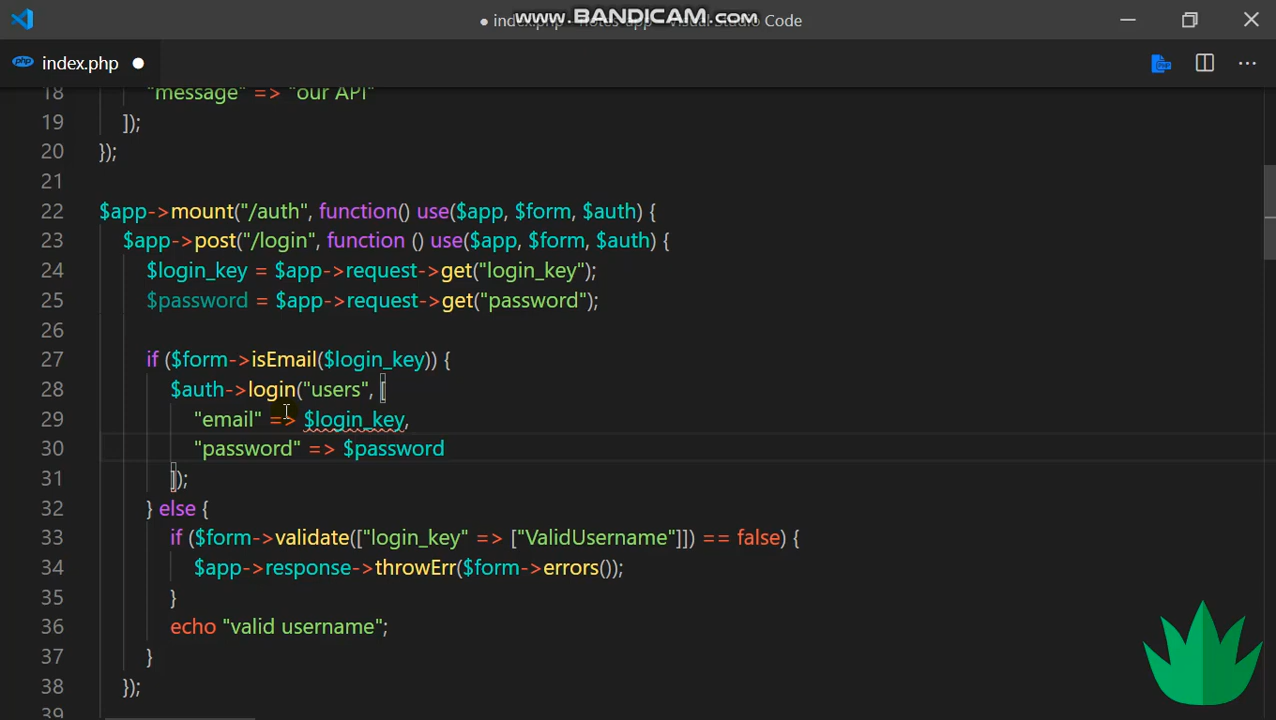 www.BANDICAM.com
● index.php - notes-app - Visual Studio Code
php index.php ●
18 "message" => "our API"
19 ]);
20 });
21
22 $app->mount("/auth", function() use($app, $form, $auth) {
23 $app->post("/login", function () use($app, $form, $auth) {
24 $login_key = $app->request->get("login_key");
25 $password = $app->request->get("password");
26
27 if ($form->isEmail($login_key)) {
28 $auth->login("users", [
29 "email" => $login_key,
30 "password" => $password
31 ]);
32 } else {
33 if ($form->validate(["login_key" => ["ValidUsername"]]) == false) {
34 $app->response->throwErr($form->errors());
35 }
36 echo "valid username";
37 }
38 });
39